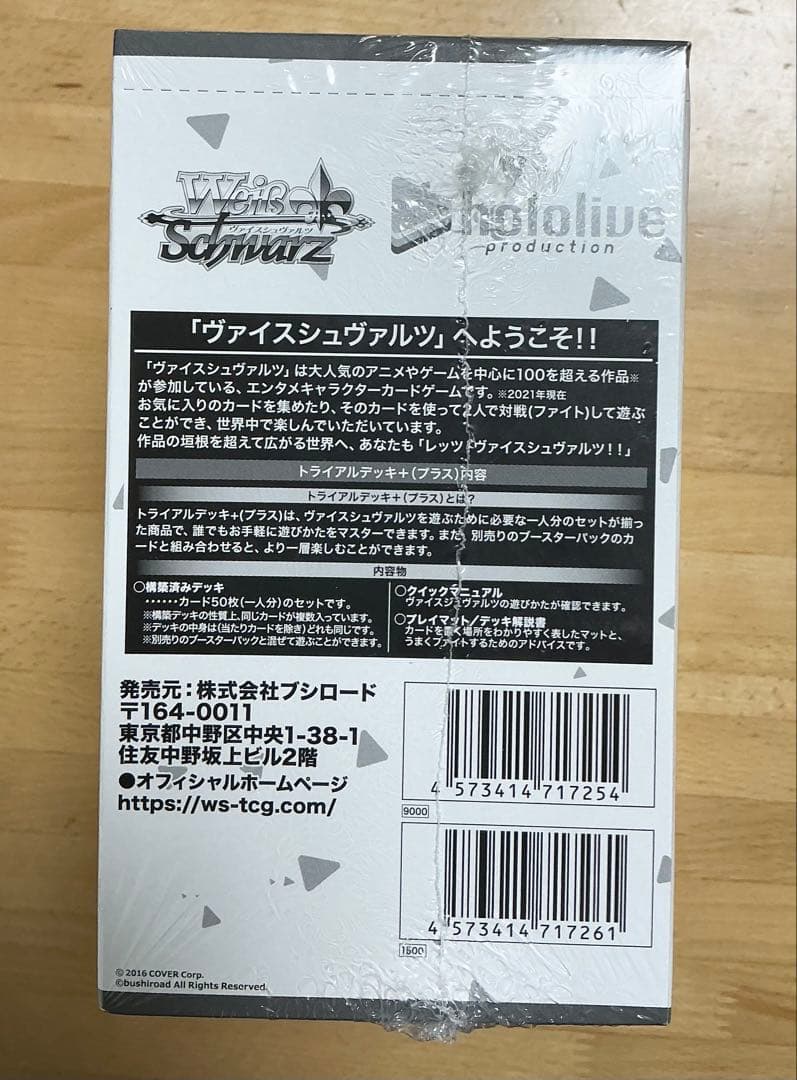 Weiß Schwarz
ヴァイスシュヴァルツ
hololive
production
「ヴァイスシュヴァルツ」へようこそ!!
「ヴァイスシュヴァルツ」は大人気のアニメやゲームを中心に100を超える作品※
が参加している、エンタメキャラクターカードゲームです。※2021年現在
お気に入りのカードを集めたり、そのカードを使って2人で対戦(ファイト)して遊ぶ
ことができ、世界中で楽しんでいただいています。
作品の垣根を超えて広がる世界へ、あなたも「レッツ!ヴァイスシュヴァルツ!!」
トライアルデッキ+(プラス)内容
トライアルデッキ+(プラス)とは?
トライアルデッキ+(プラス)は、ヴァイスシュヴァルツを遊ぶために必要な一人分のセットが揃っ
た商品で、誰でもお手軽に遊びかたをマスターできます。また、別売りのブースターパックのカ
ードと組み合わせると、より一層楽しむことができます。
内容物
○構築済みデッキ
……カード50枚(一人分)のセットです。
※構築デッキの性質上、同じカードが複数入っています。
※デッキの中身は(当たりカードを除き)どれも同じです。
※別売りのブースターパックと混ぜて遊ぶことができます。
○クイックマニュアル
ヴァイスシュヴァルツの遊びかたが確認できます。
○プレイマット/デッキ解説書
カードを置く場所をわかりやすく表したマットと、
うまくファイトするためのアドバイスです。
発売元:株式会社ブシロード
〒164-0011
東京都中野区中央1-38-1
住友中野坂上ビル2階
●オフィシャルホームページ
https://ws-tcg.com/
4 573414 717254
9000
4 573414 717261
1500
© 2016 COVER Corp.
©bushiroad All Rights Reserved.